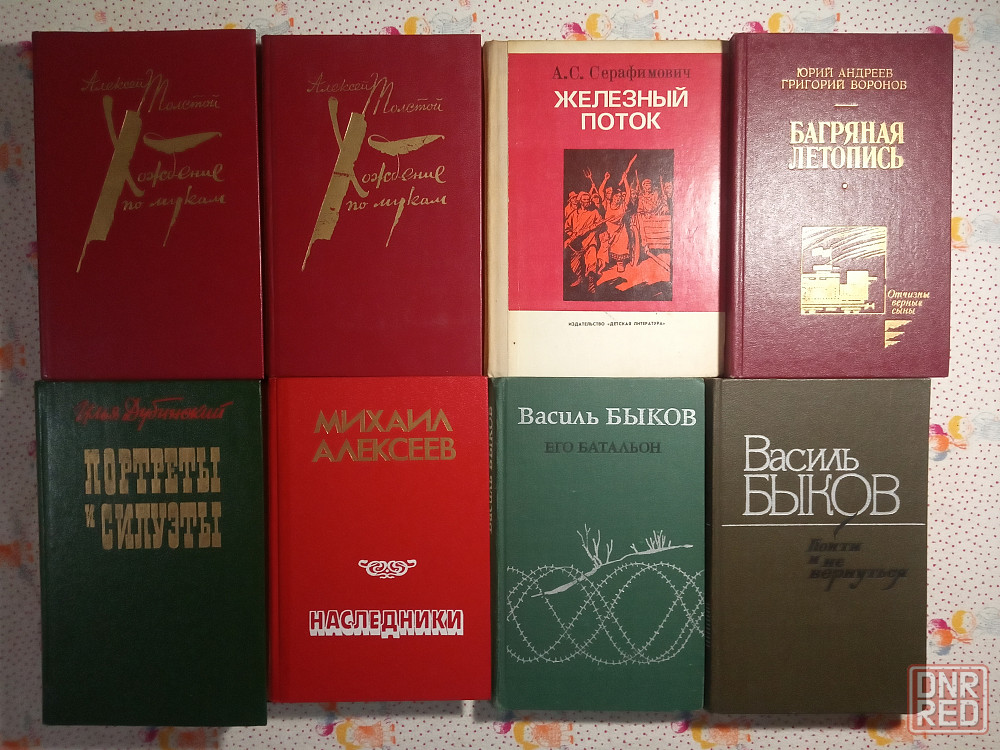 Алексей
Толстой
Хождение
по мукам
Алексей
Толстой
Хождение
по мукам
А.С. Серафимович
ЖЕЛЕЗНЫЙ
ПОТОК
ИЗДАТЕЛЬСТВО «ДЕТСКАЯ ЛИТЕРАТУРА»
ЮРИЙ АНДРЕЕВ
ГРИГОРИЙ ВОРОНОВ
БАГРЯНАЯ
ЛЕТОПИСЬ
Отчизны
верные
сыны
Илья Дубинский
ПОРТРЕТЫ
и
СИЛУЭТЫ
МИХАИЛ
АЛЕКСЕЕВ
НАСЛЕДНИКИ
ВАСИЛЬ БЫКОВ
Василь БЫКОВ
ЕГО БАТАЛЬОН
Василь
БЫКОВ
Пойти
и не
вернуться
DNR
RED